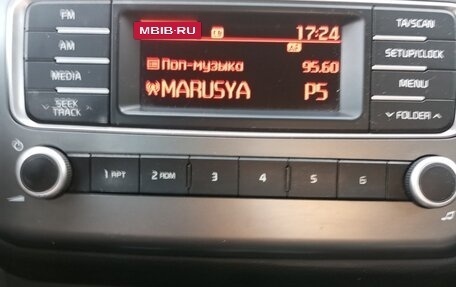 FM
MBIB·RU
17:24
TA/SCAN
AM
AF
SETUP/CLOCK
MEDIA
Поп-музыка 95.60
MENU
SEEK
TRACK
MARUSYA P5
FOLDER
1 RPT
2 RDM
3
4
5
6